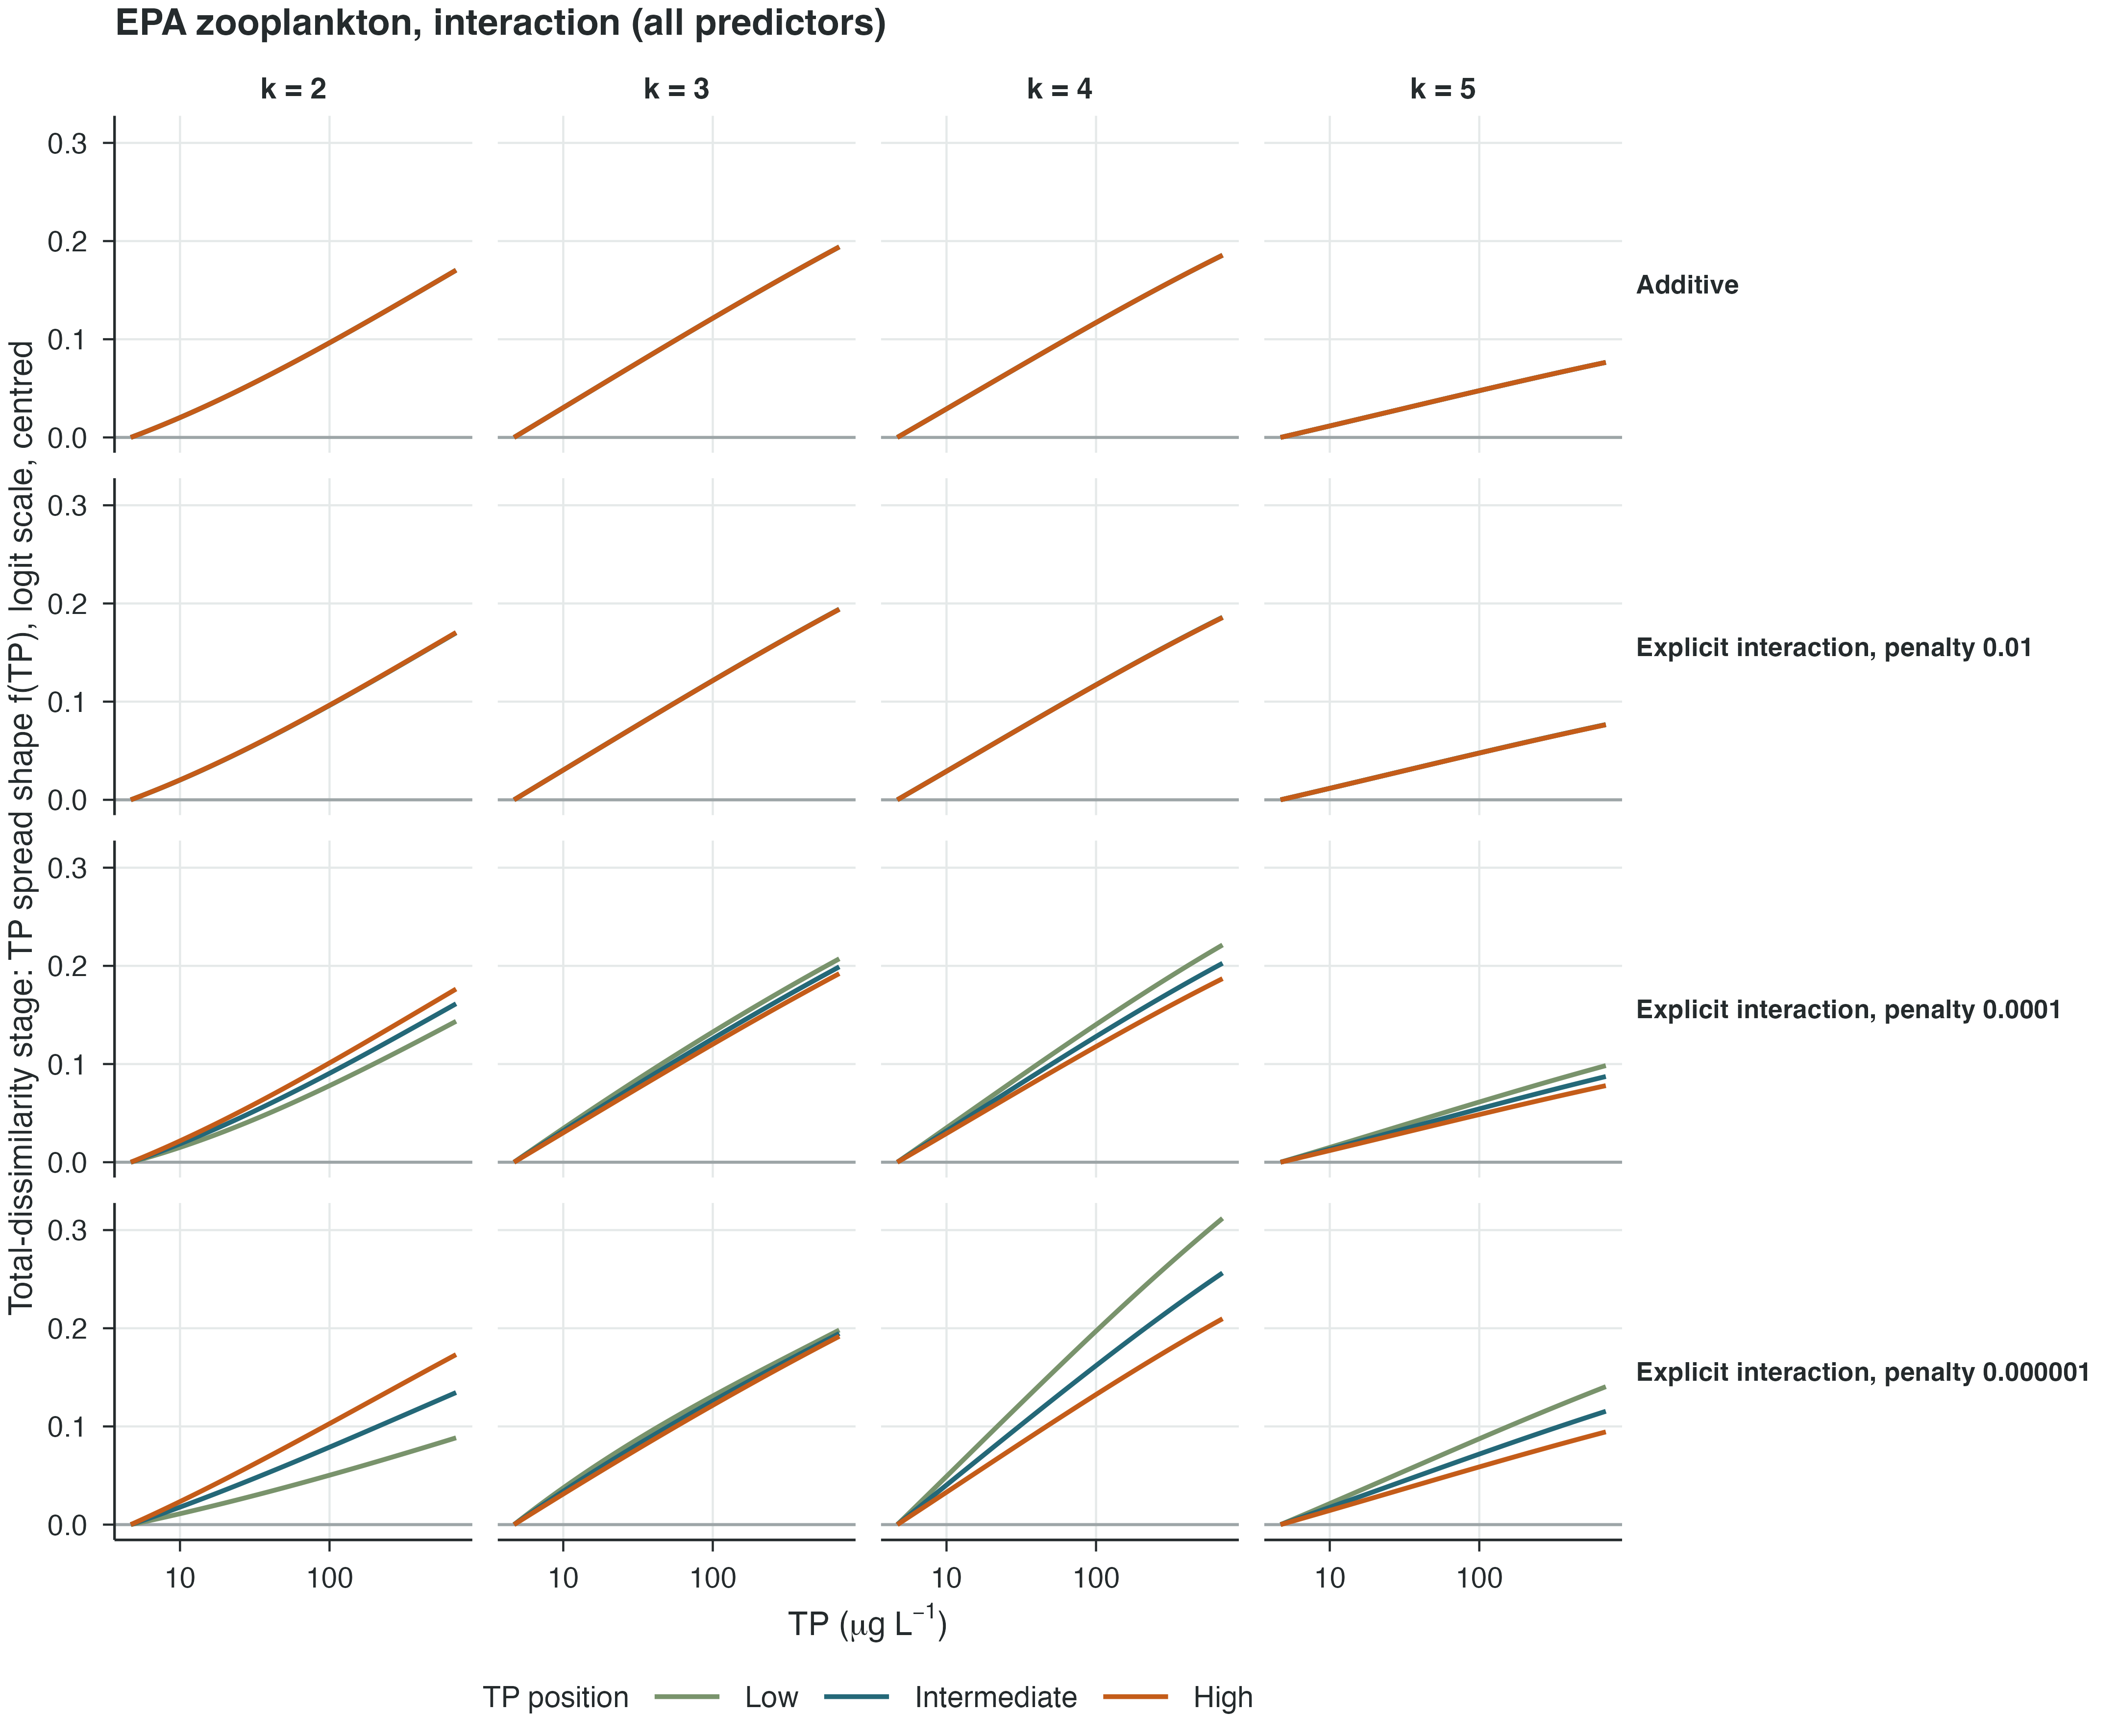 EPA zooplankton, interaction (all predictors)
k = 2
k = 3
k = 4
k = 5
Total-dissimilarity stage: TP spread shape f(TP), logit scale, centred
0.3
0.2
0.1
0.0
Additive
0.3
0.2
0.1
0.0
Explicit interaction, penalty 0.01
0.3
0.2
0.1
0.0
Explicit interaction, penalty 0.0001
0.3
0.2
0.1
0.0
Explicit interaction, penalty 0.000001
10 100
10 100
10 100
10 100
TP (μg L⁻¹)
TP position Low Intermediate High